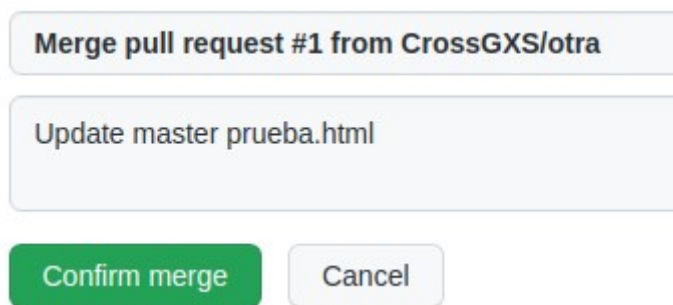 Merge pull request #1 from CrossGXS/otra
Update master prueba.html
Confirm merge
Cancel